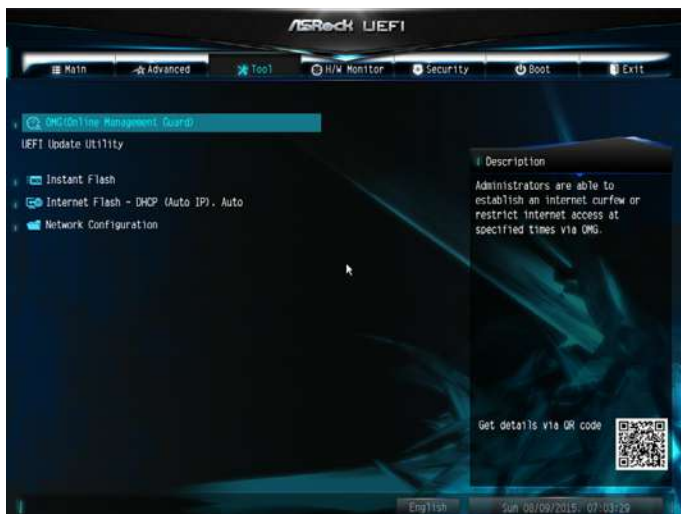 ASRock UEFI
Main Advanced Tool H/W Monitor Security Boot Exit
OMG(Online Management Guard)
UEFI Update Utility
Instant Flash
Internet Flash - DHCP (Auto IP). Auto
Network Configuration
Description
Administrators are able to
establish an internet curfew or
restrict internet access at
specified times via OMG.
Get details via QR code
English Sun 08/09/2015. 07:03:29